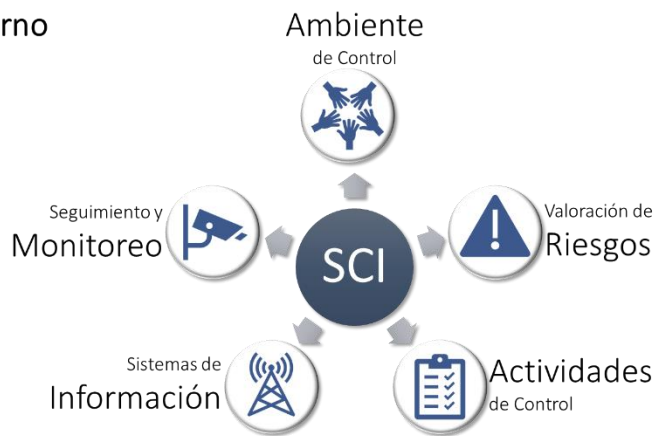 rno
Ambiente
de Control
Valoración de
Riesgos
Actividades
de Control
Sistemas de
Información
Seguimiento y
Monitoreo
SCI